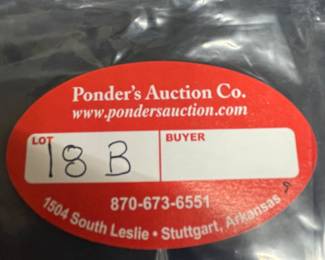 Ponder's Auction Co.
www.pondersauction.com
LOT BUYER
18 B
870-673-6551
1504 South Leslie • Stuttgart, Arkansas